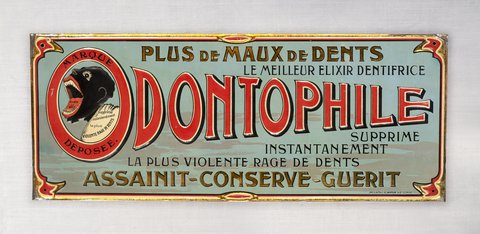 PLUS DE MAUX DE DENTS
LE MEILLEUR ELIXIR DENTIFRICE
MARQUE
DEPOSEE
ODONTOPHILE
SUPPRIME
INSTANTANEMENT
LA PLUS VIOLENTE RAGE DE DENTS
ASSAINIT-CONSERVE-GUERIT